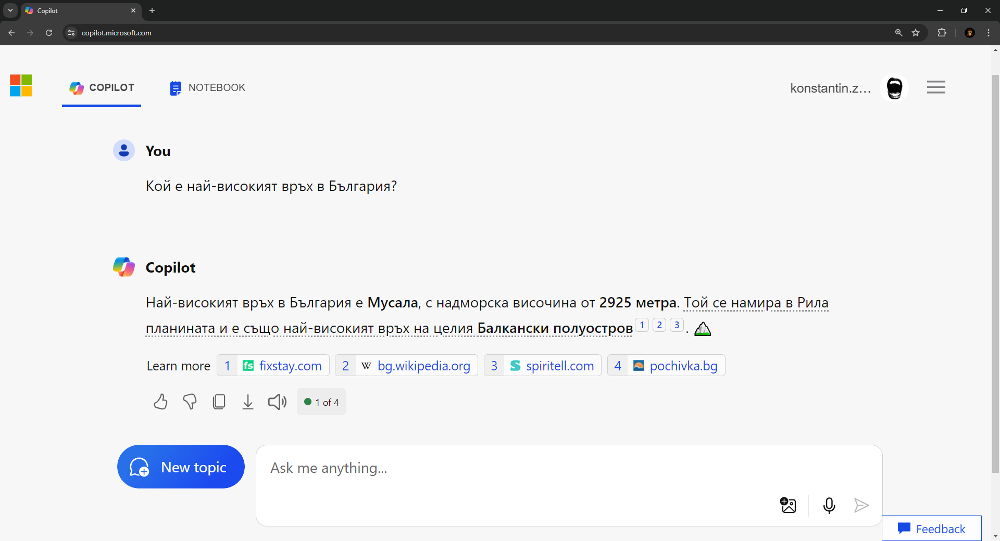 Copilot
copilot.microsoft.com
COPILOT
NOTEBOOK
konstantin.z...
You
Кой е най-високият връх в България?
Copilot
Най-високият връх в България е Мусала, с надморска височина от 2925 метра. Той се намира в Рила
планината и е също най-високият връх на целия Балкански полуостров 1 2 3 .
Learn more 1 fs fixstay.com 2 W bg.wikipedia.org 3 S spiritell.com 4 pochivka.bg
1 of 4
New topic
Ask me anything...
Feedback